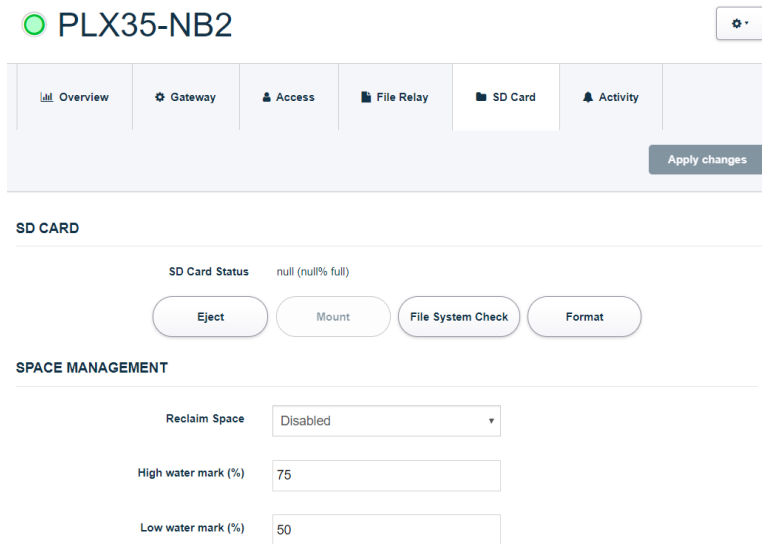 PLX35-NB2
Overview Gateway Access File Relay SD Card Activity
Apply changes
SD CARD
SD Card Status null (null% full)
Eject Mount File System Check Format
SPACE MANAGEMENT
Reclaim Space Disabled
High water mark (%) 75
Low water mark (%) 50